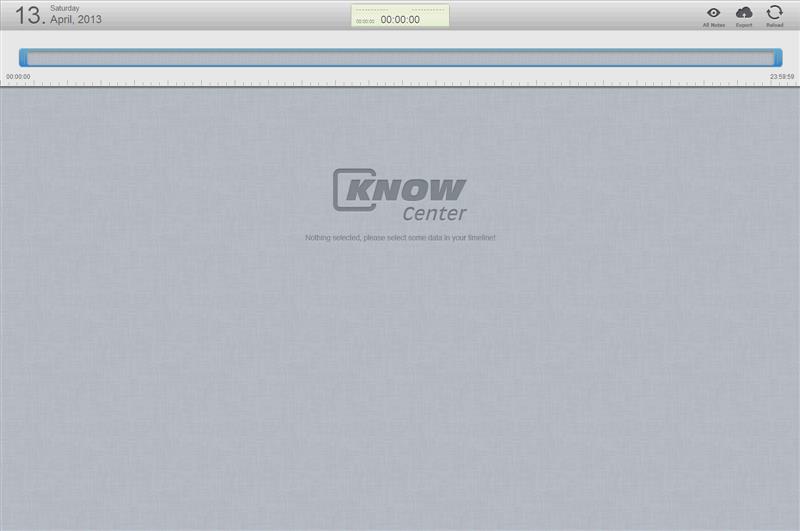 13.
Saturday
April, 2013
00:00:00 00:00:00
All Notes
Export
Reload
00:00:00
23:59:59
KNOW
Center
Nothing selected, please select some data in your timeline!